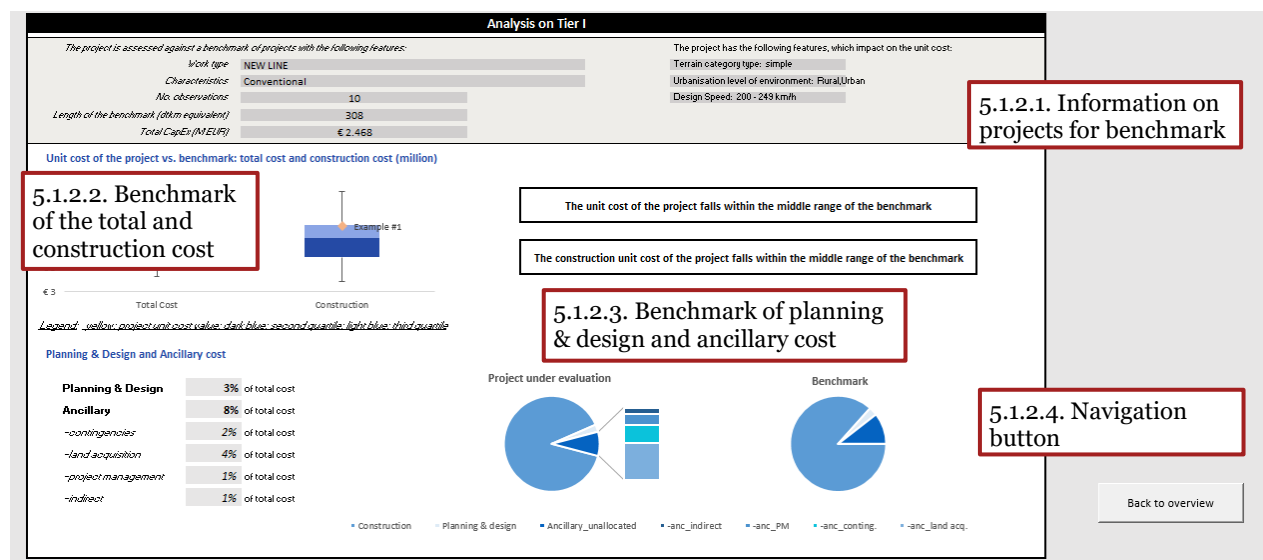 Analysis on Tier I
The project is assessed against a benchmark of projects with the following features:
The project has the following features, which impact on the unit cost:
Work type NEW LINE
Terrain category type: simple
Characteristics Conventional
Urbanisation level of environment: Rural,Urban
No. observations 10
Design Speed: 200 - 249 km/h
Length of the benchmark (dtkm equivalent) 308
Total CapEx (M EUR) € 2.468
5.1.2.1. Information on
projects for benchmark
Unit cost of the project vs. benchmark: total cost and construction cost (million)
5.1.2.2. Benchmark
of the total and
construction cost
Example #1
The unit cost of the project falls within the middle range of the benchmark
The construction unit cost of the project falls within the middle range of the benchmark
€ 3
Total Cost
Construction
Legend: yellow: project unit cost value; dark blue: second quartile; light blue: third quartile
5.1.2.3. Benchmark of planning
& design and ancillary cost
Planning & Design and Ancillary cost
Planning & Design 3% of total cost
Ancillary 8% of total cost
-contingencies 2% of total cost
-land acquisition 4% of total cost
-project management 1% of total cost
-indirect 1% of total cost
Project under evaluation
Benchmark
5.1.2.4. Navigation
button
Back to overview
Construction Planning & design Ancillary_unallocated -anc_indirect -anc_PM -anc_conting. -anc_land acq.